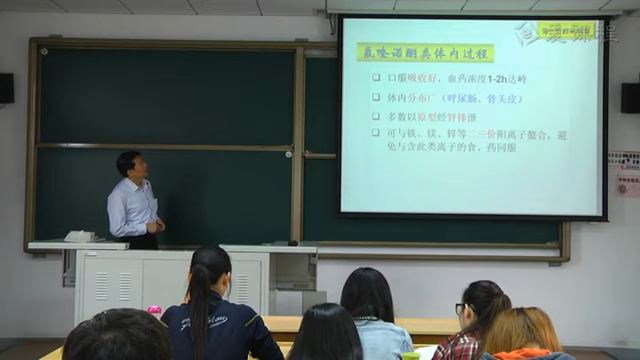 爱课程
氟喹诺酮类体内过程
❑ 口服吸收好，血药浓度1-2h达峰
❑ 体内分布广（呼尿肠、骨关皮）
❑ 多数以原型经肾排泄
❑ 可与铁、镁、锌等二三价阳离子螯合，避
免与含此类离子的食、药同服